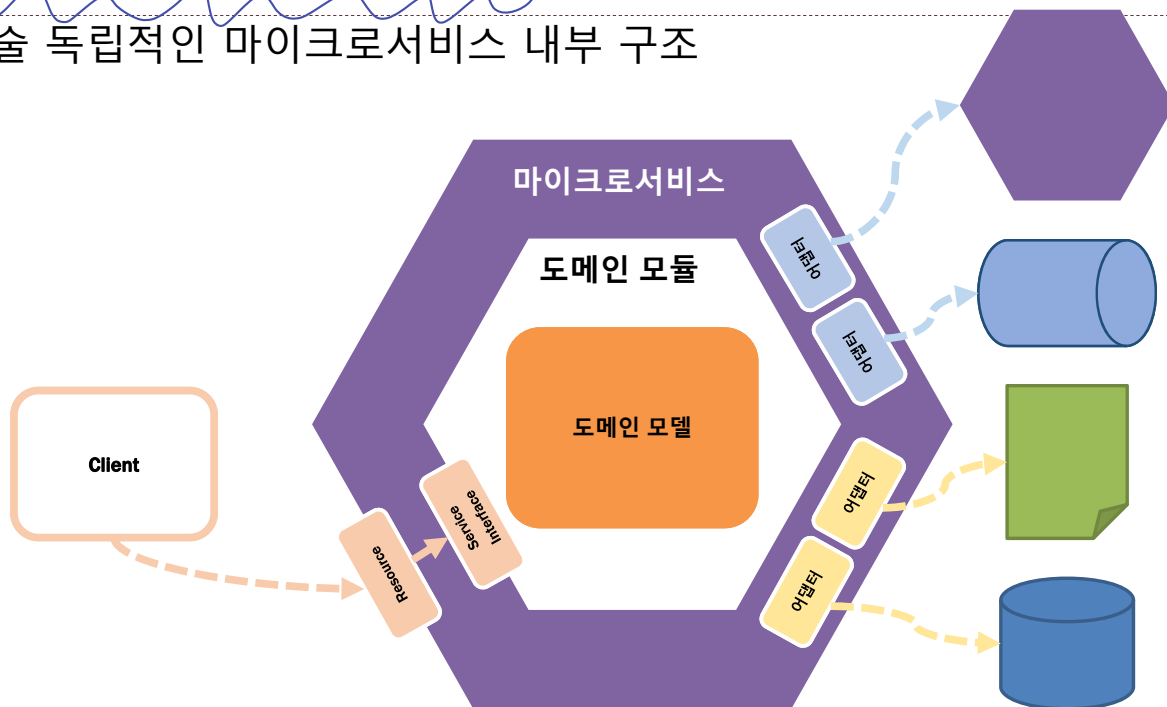 술 독립적인 마이크로서비스 내부 구조
마이크로서비스
도메인 모듈
어댑터
어댑터
도메인 모델
Client
Service
Interface
Resource
어댑터
어댑터